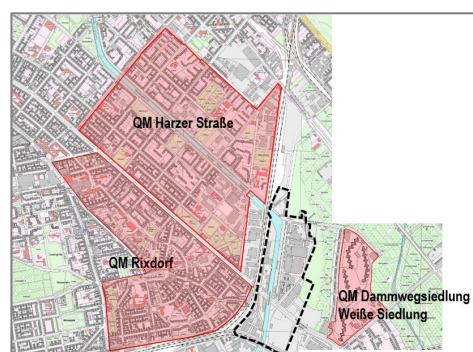 QM Harzer Straße
QM Rixdorf
QM Dammwegsiedlung
Weiße Siedlung